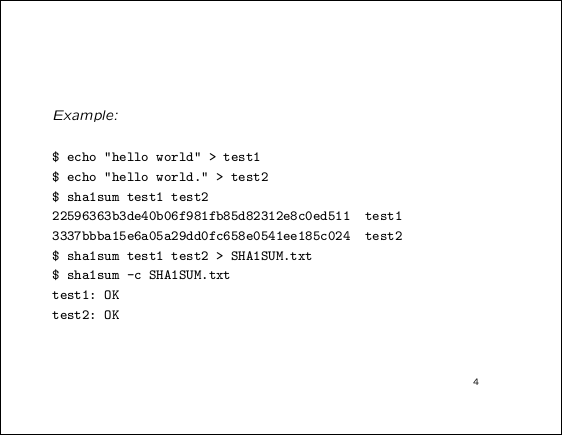 Example:
$ echo "hello world" > test1
$ echo "hello world." > test2
$ sha1sum test1 test2
22596363b3de40b06f981fb85d82312e8c0ed511  test1
3337bbba15e6a05a29dd0fc658e0541ee185c024  test2
$ sha1sum test1 test2 > SHA1SUM.txt
$ sha1sum -c SHA1SUM.txt
test1: OK
test2: OK
4